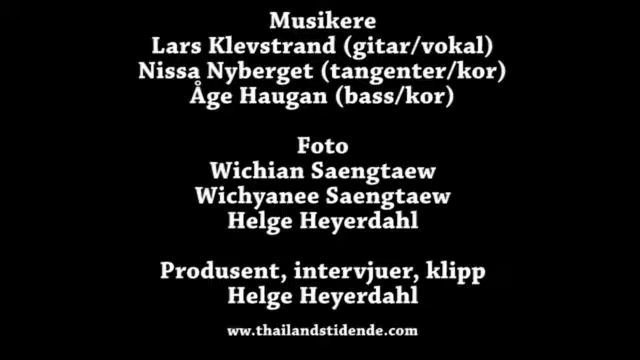 Musikere
Lars Klevstrand (gitar/vokal)
Nissa Nyberget (tangenter/kor)
Åge Haugan (bass/kor)
Foto
Wichian Saengtaew
Wichyanee Saengtaew
Helge Heyerdahl
Produsent, intervjuer, klipp
Helge Heyerdahl
ww.thailandstidende.com